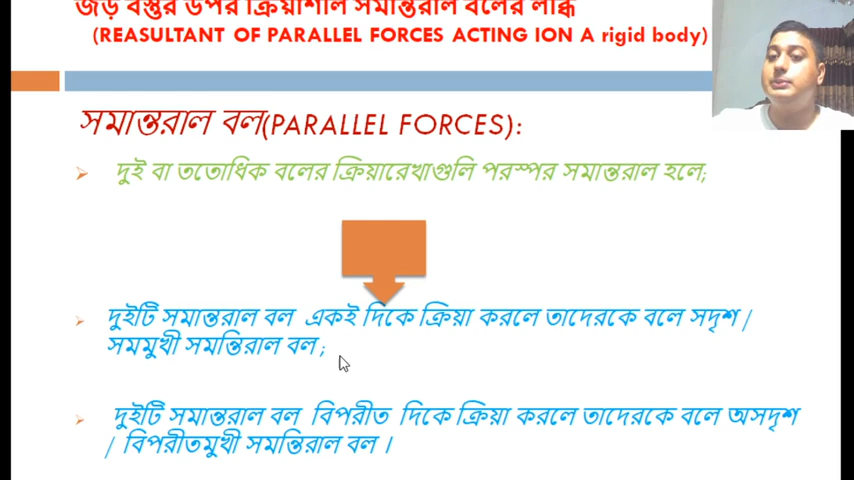 জড় বস্তুর উপর ক্রিয়াশীল সমান্তরাল বলের লব্ধি
(REASULTANT OF PARALLEL FORCES ACTING ION A rigid body)
সমান্তরাল বল(PARALLEL FORCES):
দুই বা ততোধিক বলের ক্রিয়ারেখাগুলি পরস্পর সমান্তরাল হলে;
দুইটি সমান্তরাল বল একই দিকে ক্রিয়া করলে তাদেরকে বলে সদৃশ /
সমমুখী সমন্তিরাল বল ;
দুইটি সমান্তরাল বল বিপরীত দিকে ক্রিয়া করলে তাদেরকে বলে অসদৃশ
/ বিপরীতমুখী সমন্তিরাল বল ।